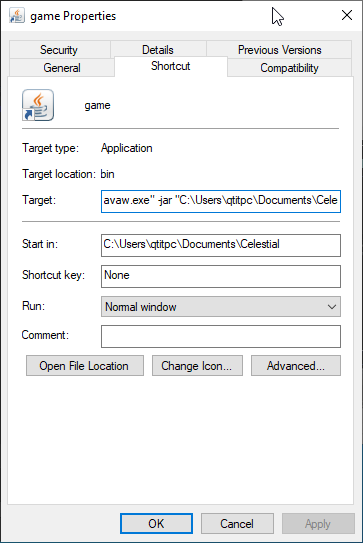 game Properties
Security Details Previous Versions
General Shortcut Compatibility
game
Target type: Application
Target location: bin
Target: avaw.exe" -jar "C:\Users\qtitpc\Documents\Cele
Start in: C:\Users\qtitpc\Documents\Celestial
Shortcut key: None
Run: Normal window
Comment:
Open File Location Change Icon... Advanced...
OK Cancel Apply